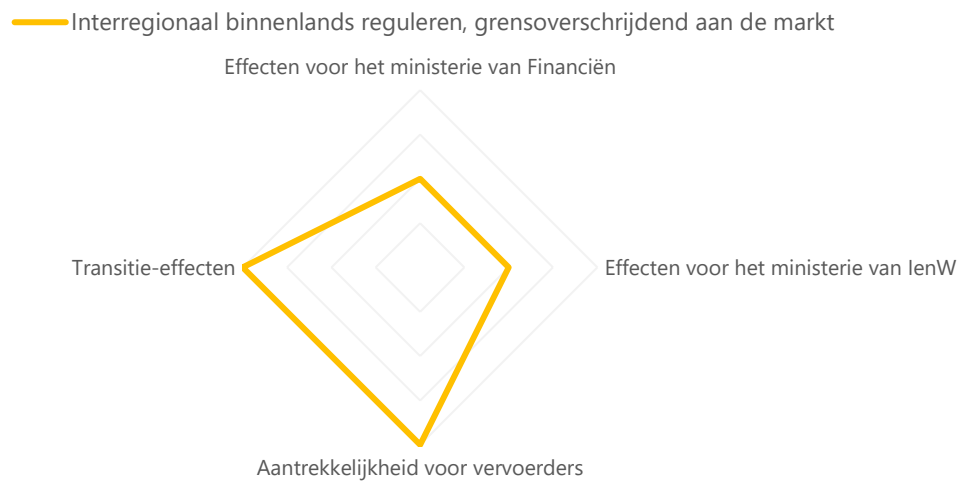 Interregionaal binnenlands reguleren, grensoverschrijdend aan de markt
Effecten voor het ministerie van Financiën
Transitie-effecten
Effecten voor het ministerie van IenW
Aantrekkelijkheid voor vervoerders